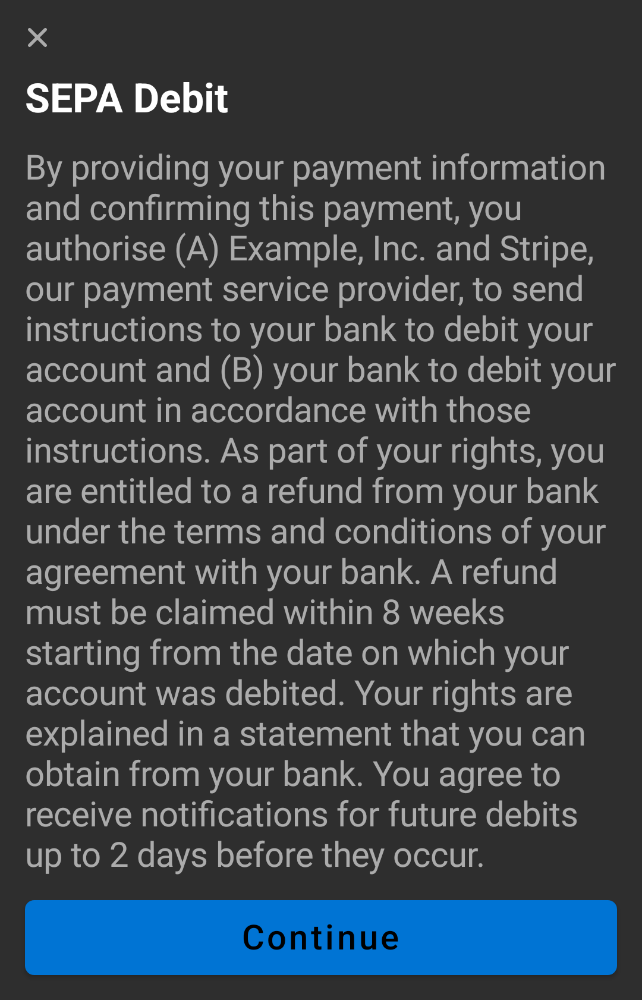 SEPA Debit
By providing your payment information
and confirming this payment, you
authorise (A) Example, Inc. and Stripe,
our payment service provider, to send
instructions to your bank to debit your
account and (B) your bank to debit your
account in accordance with those
instructions. As part of your rights, you
are entitled to a refund from your bank
under the terms and conditions of your
agreement with your bank. A refund
must be claimed within 8 weeks
starting from the date on which your
account was debited. Your rights are
explained in a statement that you can
obtain from your bank. You agree to
receive notifications for future debits
up to 2 days before they occur.
Continue